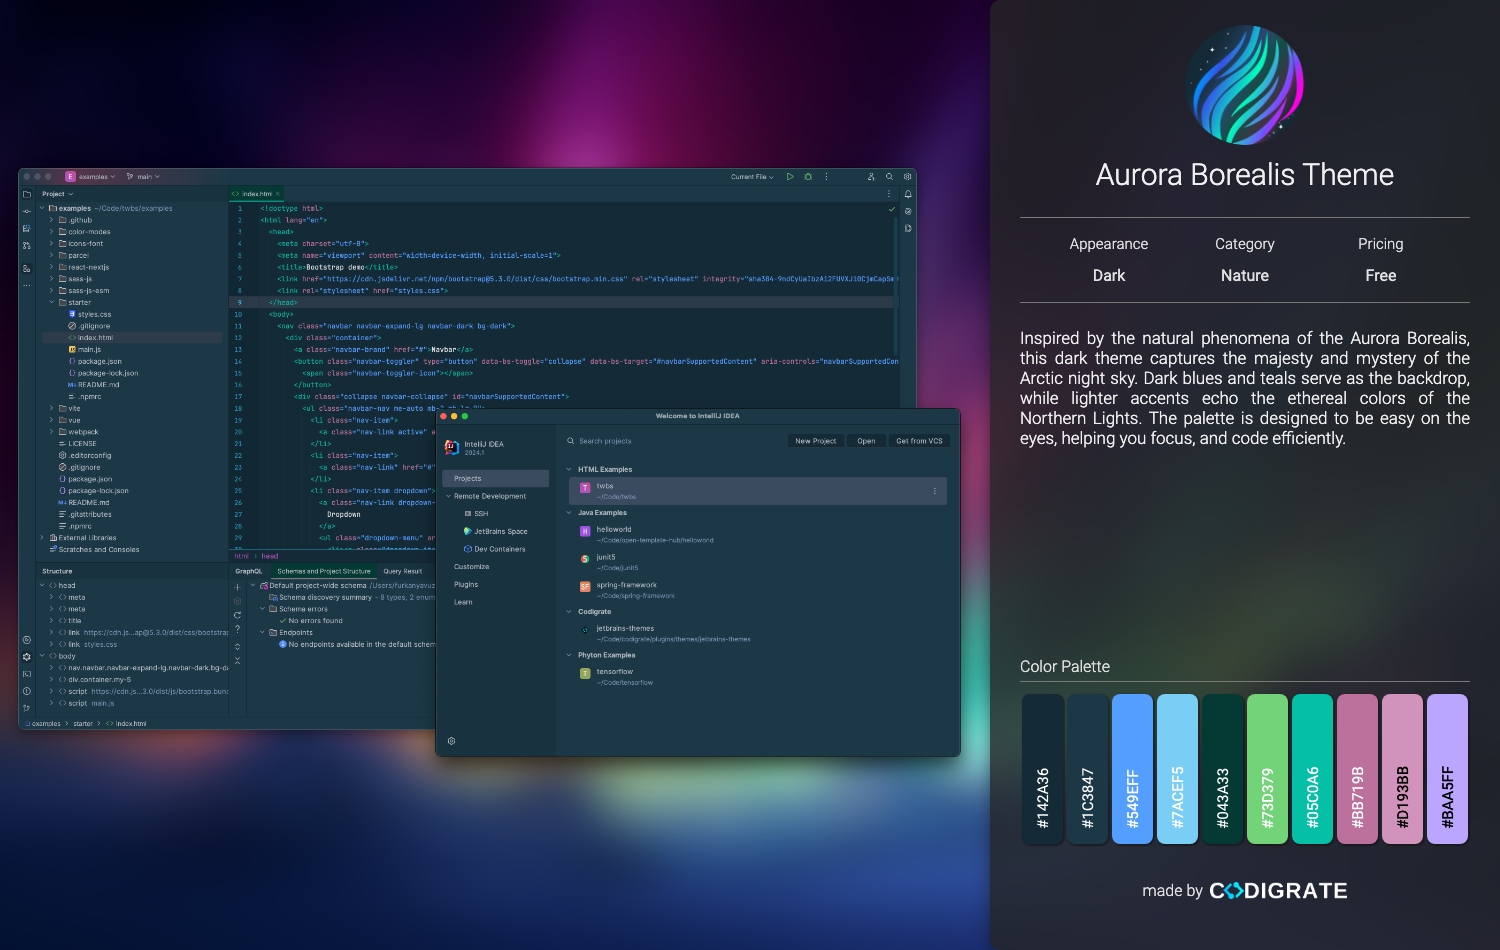 E examples
main
Current File
Project
examples ~/Code/twbs/examples
.github
color-modes
icons-font
parcel
react-nextjs
sass-js
sass-js-esm
starter
styles.css
.gitignore
index.html
main.js
package.json
package-lock.json
README.md
.npmrc
vite
vue
webpack
LICENSE
.editorconfig
.gitignore
package.json
package-lock.json
README.md
.gitattributes
.npmrc
External Libraries
Scratches and Consoles
Structure
head
meta
meta
title
link https://cdn.js...ap@5.3.0/dist/css/bootstrap
link styles.css
body
nav.navbar.navbar-expand-lg.navbar-dark.bg-da
div.container.my-5
script https://cdn.js...3.0/dist/js/bootstrap.bund
script main.js
examples > starter > index.html
index.html
1 <!doctype html>
2 <html lang="en">
3 <head>
4 <meta charset="utf-8">
5 <meta name="viewport" content="width=device-width, initial-scale=1">
6 <title>Bootstrap demo</title>
7 <link href="https://cdn.jsdelivr.net/npm/bootstrap@5.3.0/dist/css/bootstrap.min.css" rel="stylesheet"
8 <link rel="stylesheet" href="styles.css">
9 </head>
10 <body>
11 <nav class="navbar navbar-expand-lg navbar-dark bg-dark">
12 <div class="container">
13 <a class="navbar-brand" href="#">Navbar</a>
14 <button class="navbar-toggler" type="button" data-bs-toggle="collapse" data-bs-target="#navbarSupportedContent" aria-controls="navbarSupportedCon
15 <span class="navbar-toggler-icon"></span>
16 </button>
17 <div class="collapse navbar-collapse" id="navbarSupportedContent">
18 <ul class="navbar-nav me-auto
19 <li class="nav-item">
20 <a class="nav-link active"
21 </li>
22 <li class="nav-item">
23 <a class="nav-link" href="#"
24 </li>
25 <li class="nav-item dropdown">
26 <a class="nav-link dropdown-
27 Dropdown
28 </a>
29 <ul class="dropdown-menu" ar
html > head
GraphQL Schemas and Project Structure Query Result
Default project-wide schema /Users/furkanyavuz
Schema discovery summary - 8 types, 2 enum
Schema errors
No errors found
Endpoints
No endpoints available in the default schem
Welcome to IntelliJ IDEA
IntelliJ IDEA
2024.1
Projects
Remote Development
SSH
JetBrains Space
Dev Containers
Customize
Plugins
Learn
Search projects
New Project Open Get from VCS
HTML Examples
T twbs
~/Code/twbs
Java Examples
H helloworld
~/Code/open-template-hub/helloworld
junit5
~/Code/junit5
SF spring-framework
~/Code/spring-framework
Codigrate
jetbrains-themes
~/Code/codigrate/plugins/themes/jetbrains-themes
Phyton Examples
T tensorflow
~/Code/tensorflow
Aurora Borealis Theme
Appearance Category Pricing
Dark Nature Free
Inspired by the natural phenomena of the Aurora Borealis,
this dark theme captures the majesty and mystery of the
Arctic night sky. Dark blues and teals serve as the backdrop,
while lighter accents echo the ethereal colors of the
Northern Lights. The palette is designed to be easy on the
eyes, helping you focus, and code efficiently.
Color Palette
#142A36
#1C3847
#549EFF
#7ACEF5
#043A33
#73D379
#05C0A6
#BB719B
#D193BB
#BAA5FF
made by CODIGRATE